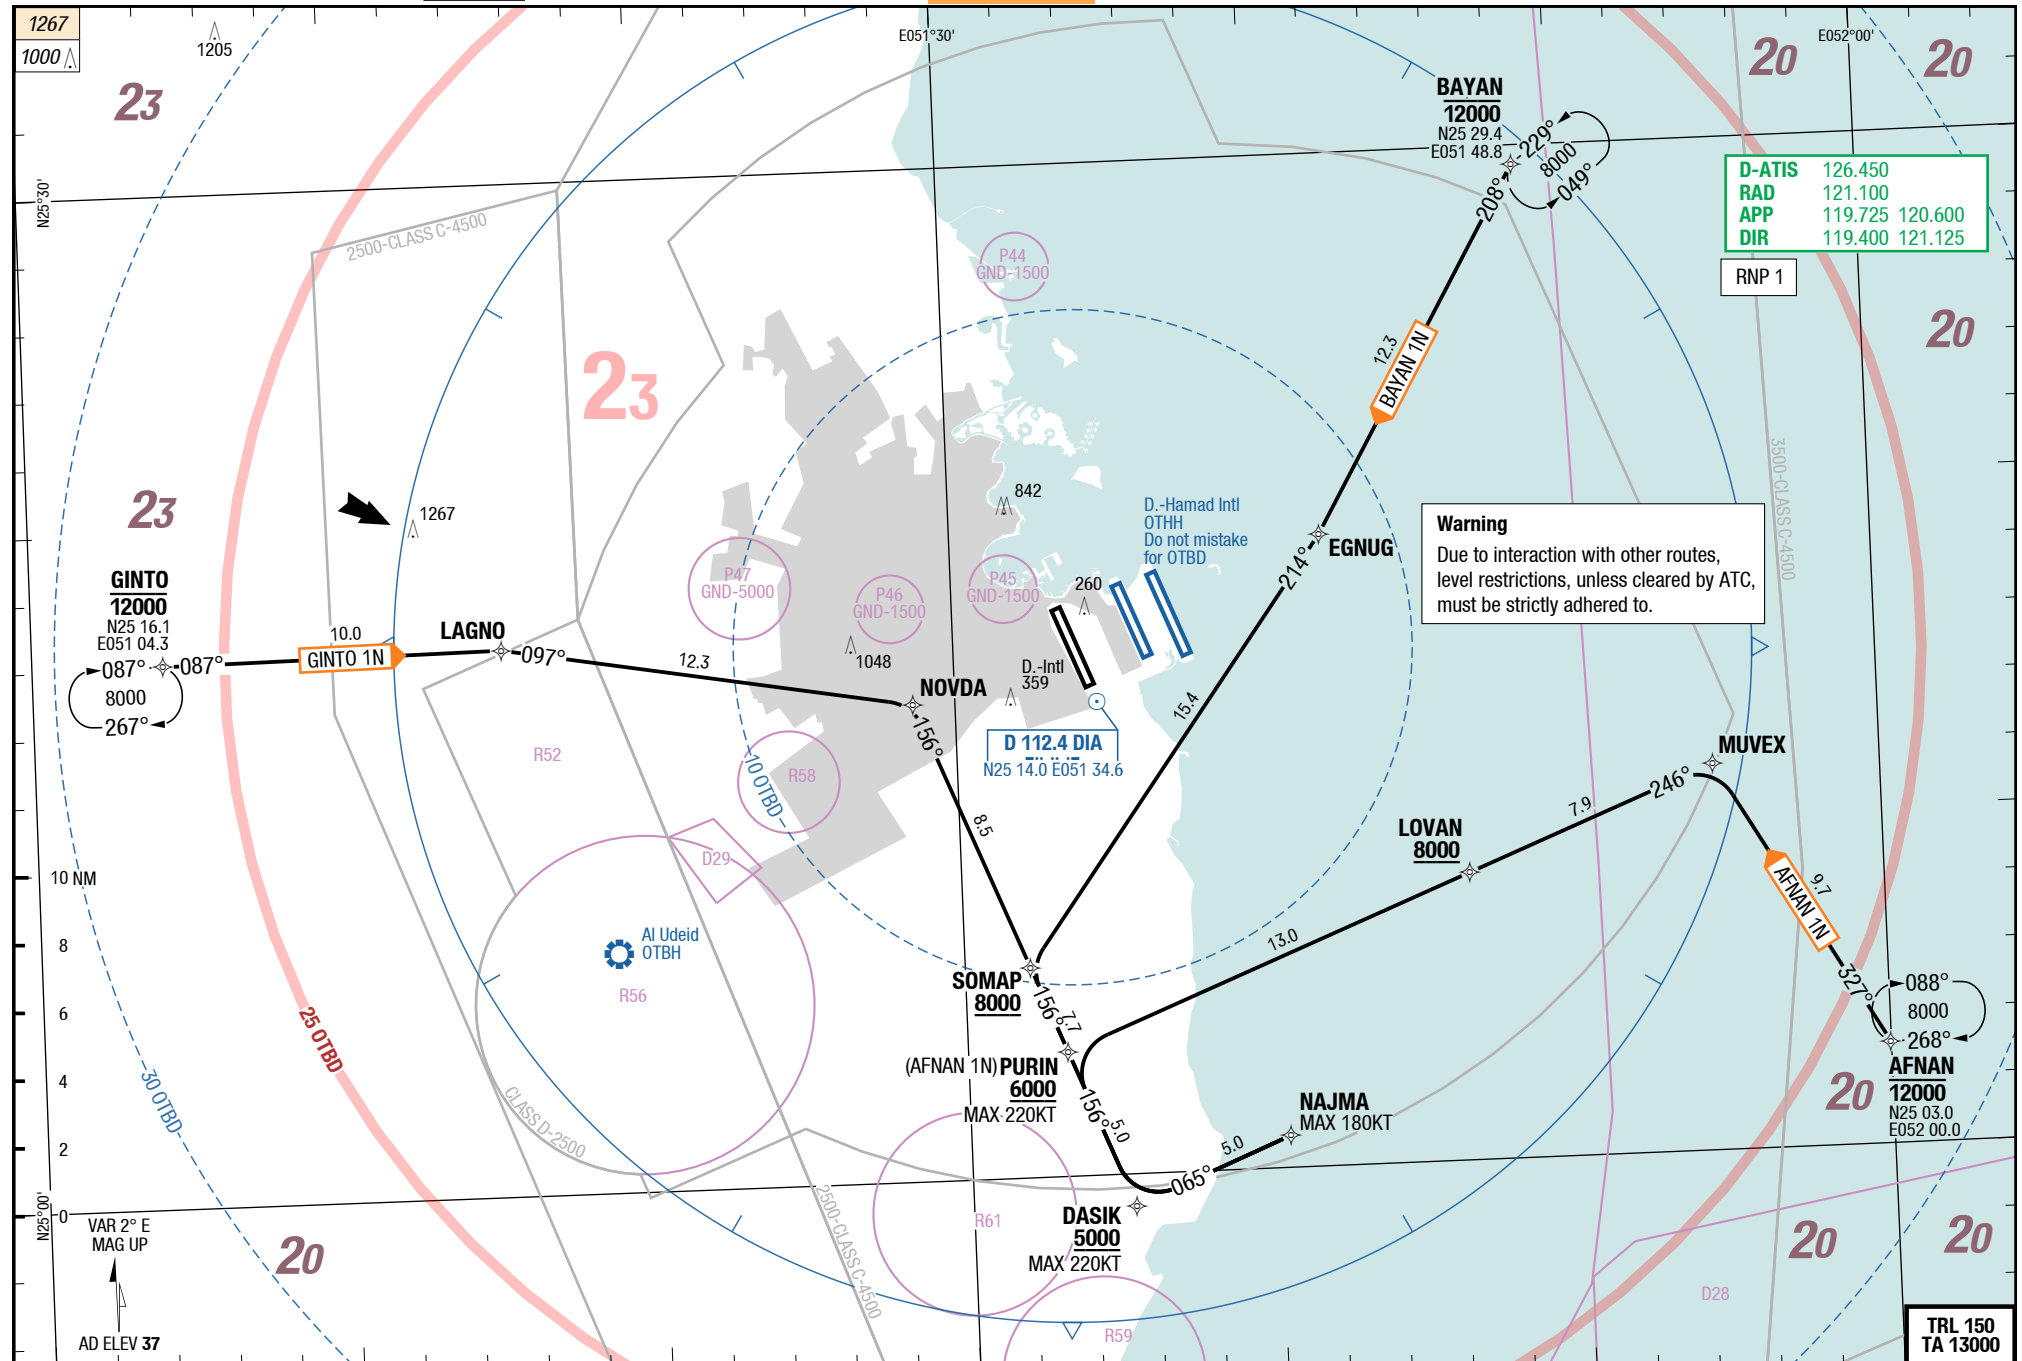 1267
1000
1205
E051°30'
E052°00'
23
20
20
BAYAN
12000
N25 29.4
E051 48.8
229°
8000
049°
208°
D-ATIS 126.450
RAD 121.100
APP 119.725 120.600
DIR 119.400 121.125
RNP 1
N25°30'
2500-CLASS C-4500
P44
GND-1500
20
12.3
BAYAN 1N
23
3500-CLASS C-4500
23
1267
842
D.-Hamad Intl
OTHH
Do not mistake
for OTBD
Warning
Due to interaction with other routes,
level restrictions, unless cleared by ATC,
must be strictly adhered to.
EGNUG
214°
P47
GND-5000
P46
GND-1500
P45
GND-1500
260
GINTO
12000
N25 16.1
E051 04.3
087°
087°
8000
267°
10.0
GINTO 1N
LAGNO
097°
12.3
1048
D.-Intl
359
NOVDA
156°
15.4
D 112.4 DIA
N25 14.0 E051 34.6
R52
R58
10 OTBD
8.5
MUVEX
246°
7.9
LOVAN
8000
9.7
AFNAN 1N
327°
D29
10 NM
8
6
4
2
0
Al Udeid
OTBH
R56
13.0
SOMAP
8000
156°
7.7
088°
8000
268°
AFNAN
12000
N25 03.0
E052 00.0
25 OTBD
30 OTBD
(AFNAN 1N) PURIN
6000
MAX 220KT
156°
5.0
NAJMA
MAX 180KT
5.0
065°
20
CLASS D-2500
2500-CLASS C-4500
N25°00'
R61
DASIK
5000
MAX 220KT
VAR 2° E
MAG UP
20
20
20
D28
R59
AD ELEV 37
TRL 150
TA 13000